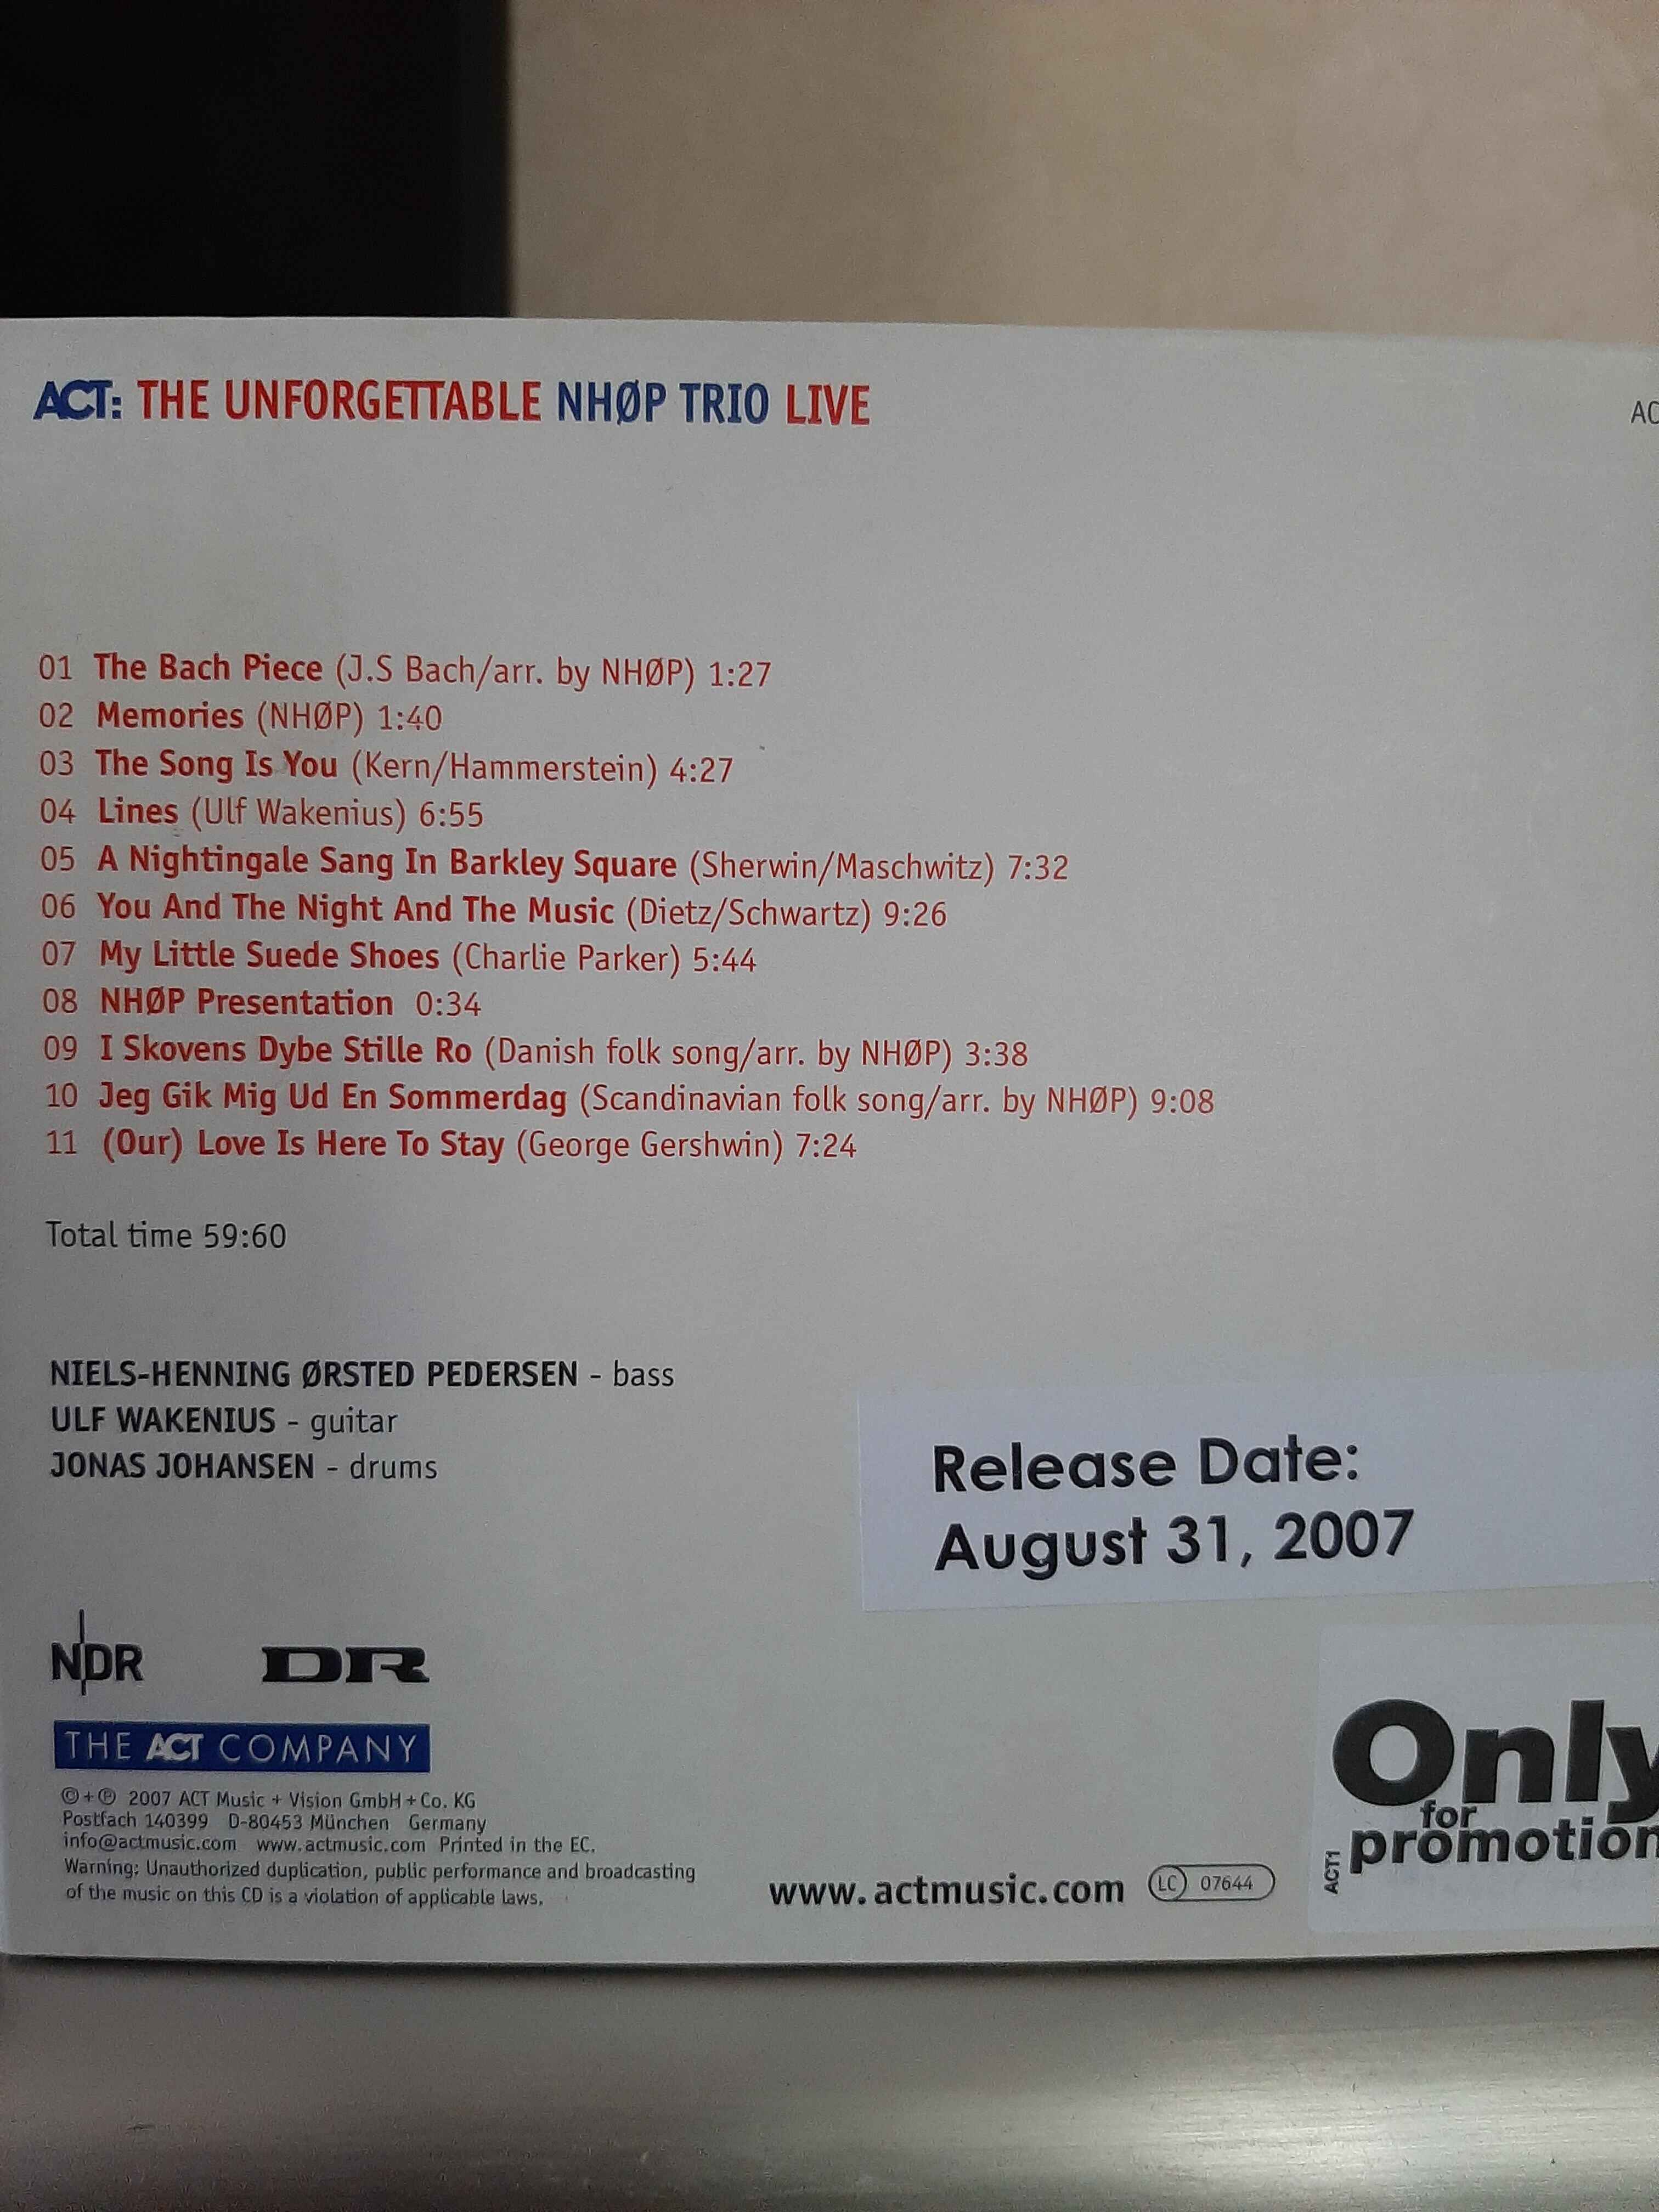 ACT: THE UNFORGETTABLE NHØP TRIO LIVE
AC
01 The Bach Piece (J.S Bach/arr. by NHØP) 1:27
02 Memories (NHØP) 1:40
03 The Song Is You (Kern/Hammerstein) 4:27
04 Lines (Ulf Wakenius) 6:55
05 A Nightingale Sang In Barkley Square (Sherwin/Maschwitz) 7:32
06 You And The Night And The Music (Dietz/Schwartz) 9:26
07 My Little Suede Shoes (Charlie Parker) 5:44
08 NHØP Presentation 0:34
09 I Skovens Dybe Stille Ro (Danish folk song/arr. by NHØP) 3:38
10 Jeg Gik Mig Ud En Sommerdag (Scandinavian folk song/arr. by NHØP) 9:08
11 (Our) Love Is Here To Stay (George Gershwin) 7:24
Total time 59:60
NIELS-HENNING ØRSTED PEDERSEN - bass
ULF WAKENIUS - guitar
JONAS JOHANSEN - drums
Release Date:
August 31, 2007
NDR DR
THE ACT COMPANY
©+℗ 2007 ACT Music + Vision GmbH + Co. KG
Postfach 140399 D-80453 München Germany
info@actmusic.com www.actmusic.com Printed in the EC.
Warning: Unauthorized duplication, public performance and broadcasting
of the music on this CD is a violation of applicable laws.
www.actmusic.com LC 07644
Only
for
promotion
ACT1